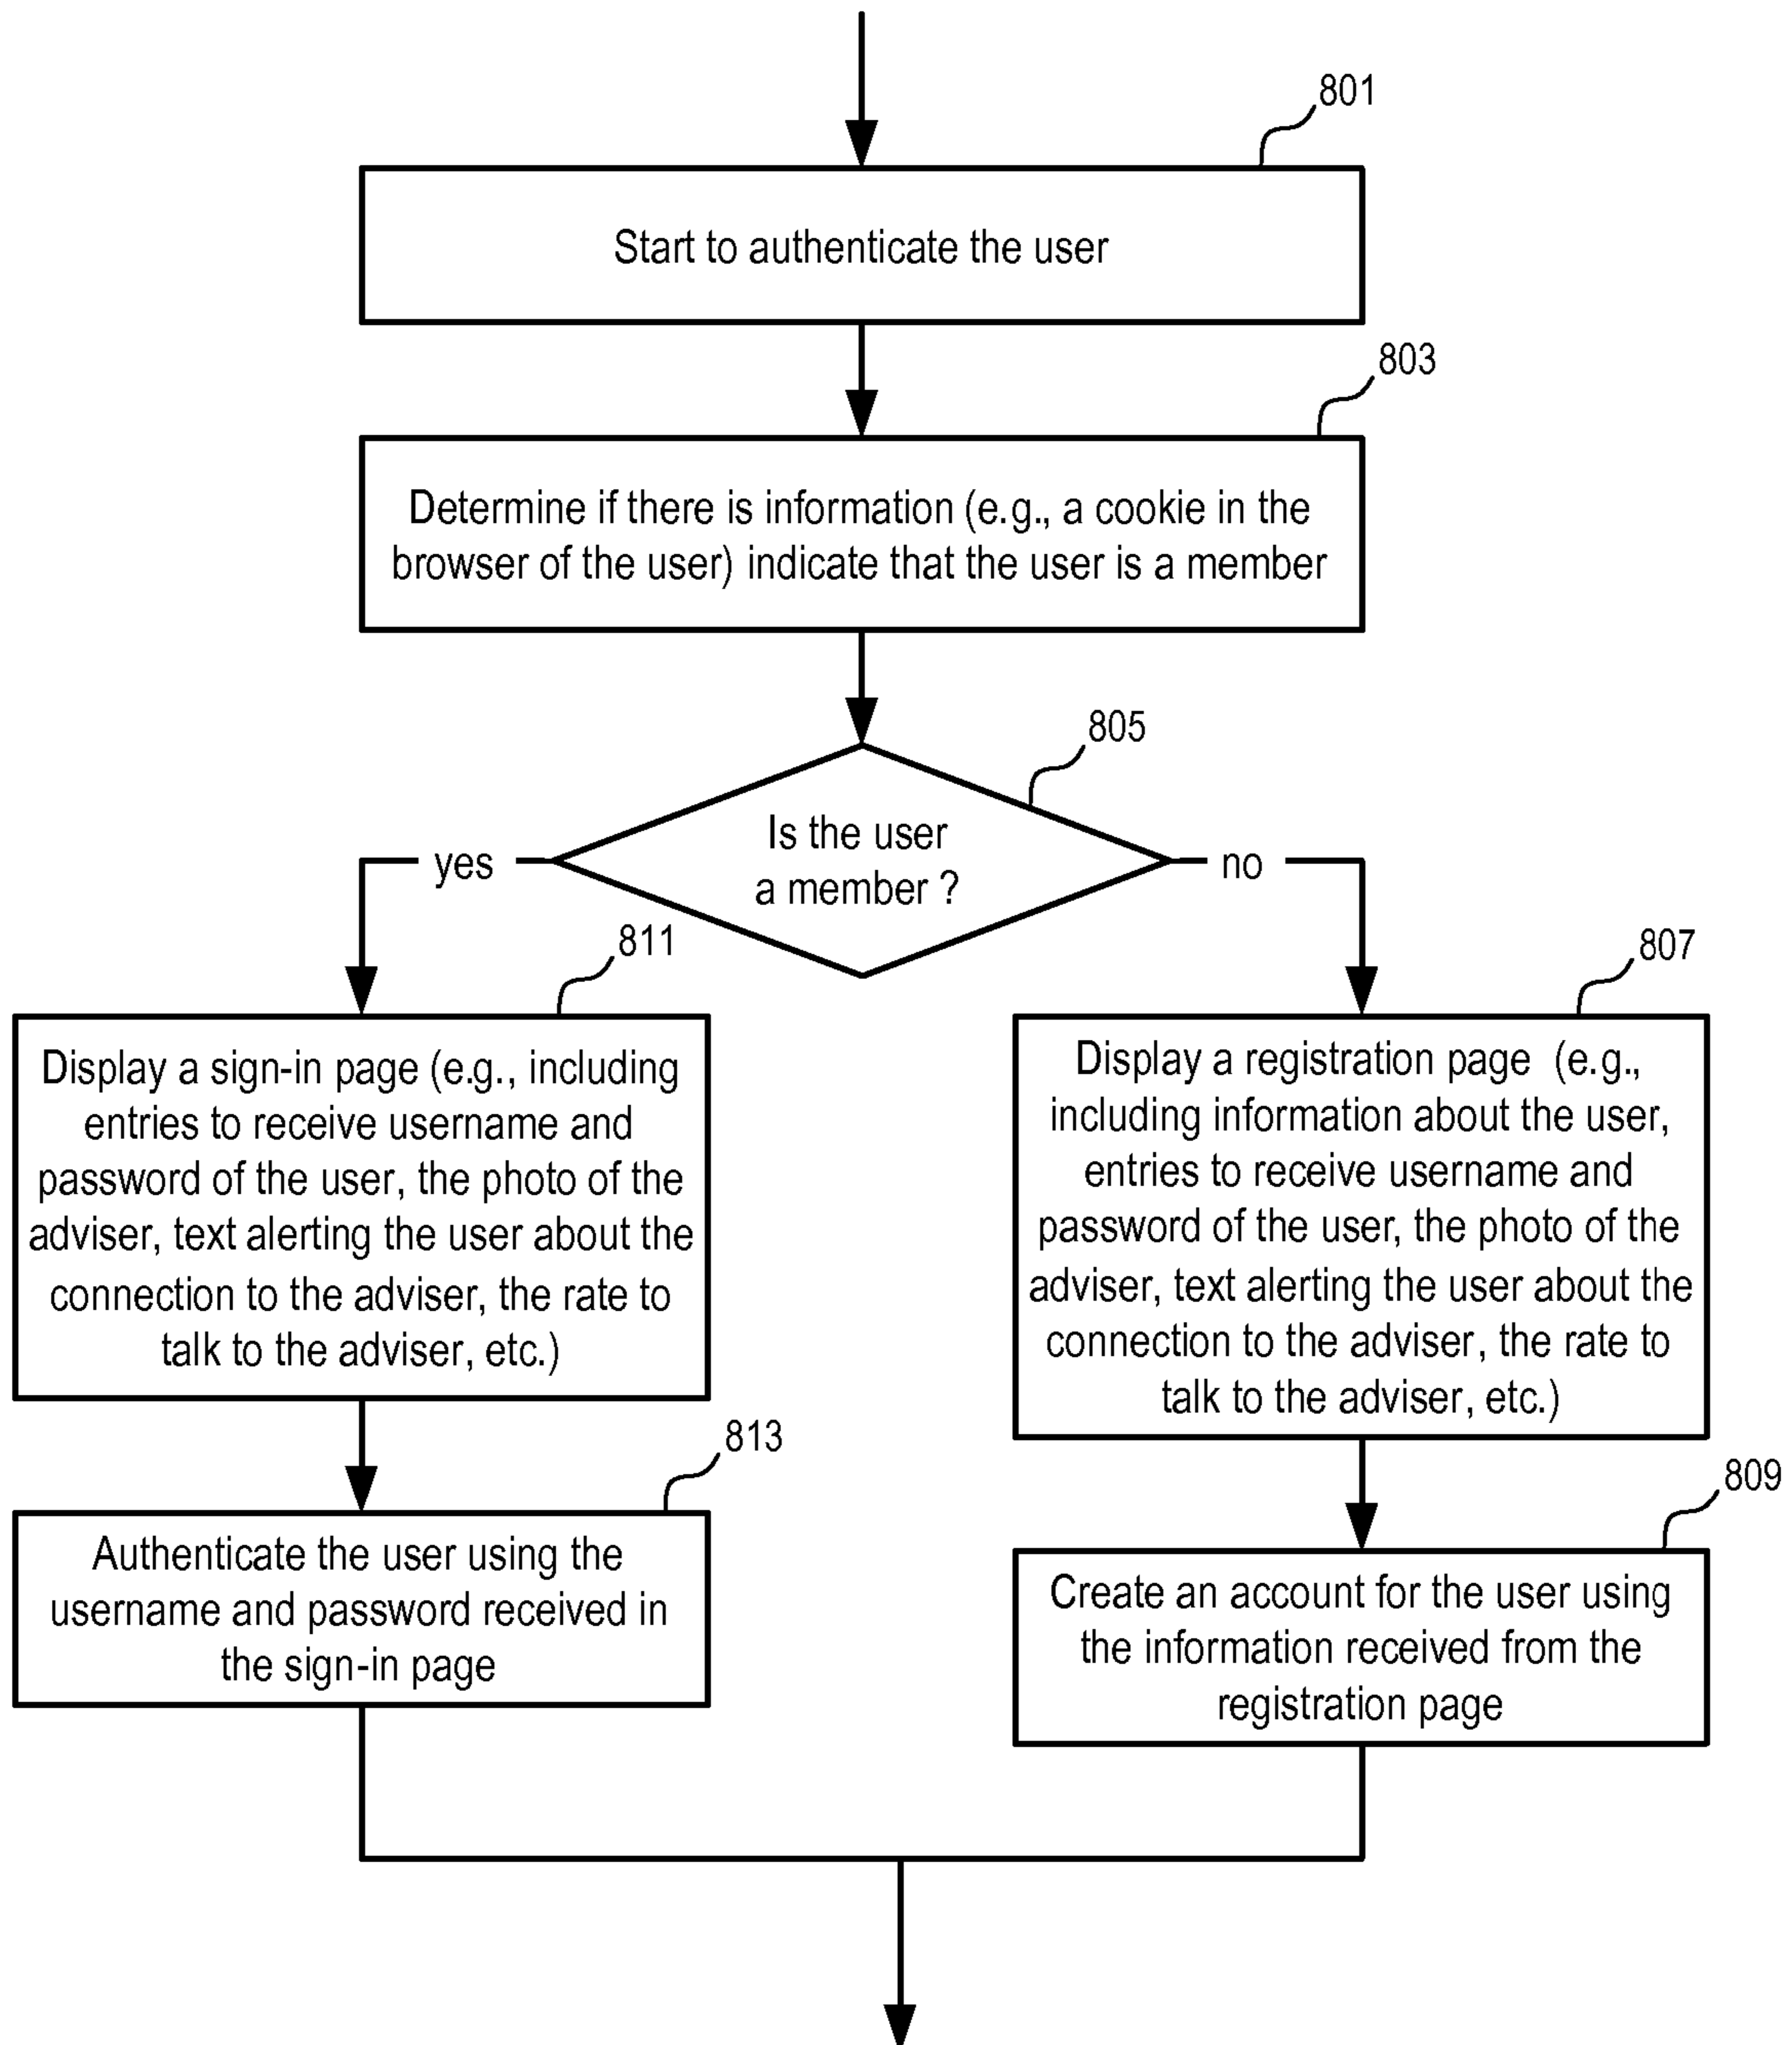 801
Start to authenticate the user
803
Determine if there is information (e.g., a cookie in the
browser of the user) indicate that the user is a member
805
Is the user
a member ?
yes
no
811
Display a sign-in page (e.g., including
entries to receive username and
password of the user, the photo of the
adviser, text alerting the user about the
connection to the adviser, the rate to
talk to the adviser, etc.)
807
Display a registration page (e.g.,
including information about the user,
entries to receive username and
password of the user, the photo of the
adviser, text alerting the user about the
connection to the adviser, the rate to
talk to the adviser, etc.)
813
Authenticate the user using the
username and password received in
the sign-in page
809
Create an account for the user using
the information received from the
registration page